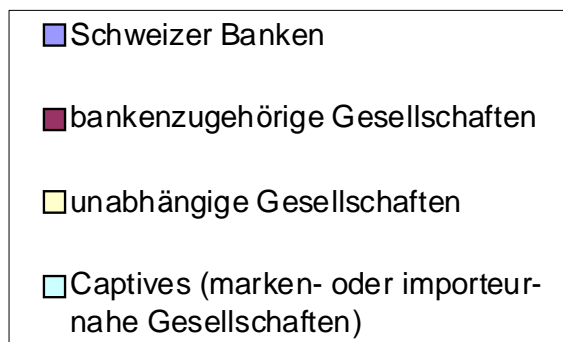 Schweizer Banken
bankenzugehörige Gesellschaften
unabhängige Gesellschaften
Captives (marken- oder importeur-
nahe Gesellschaften)